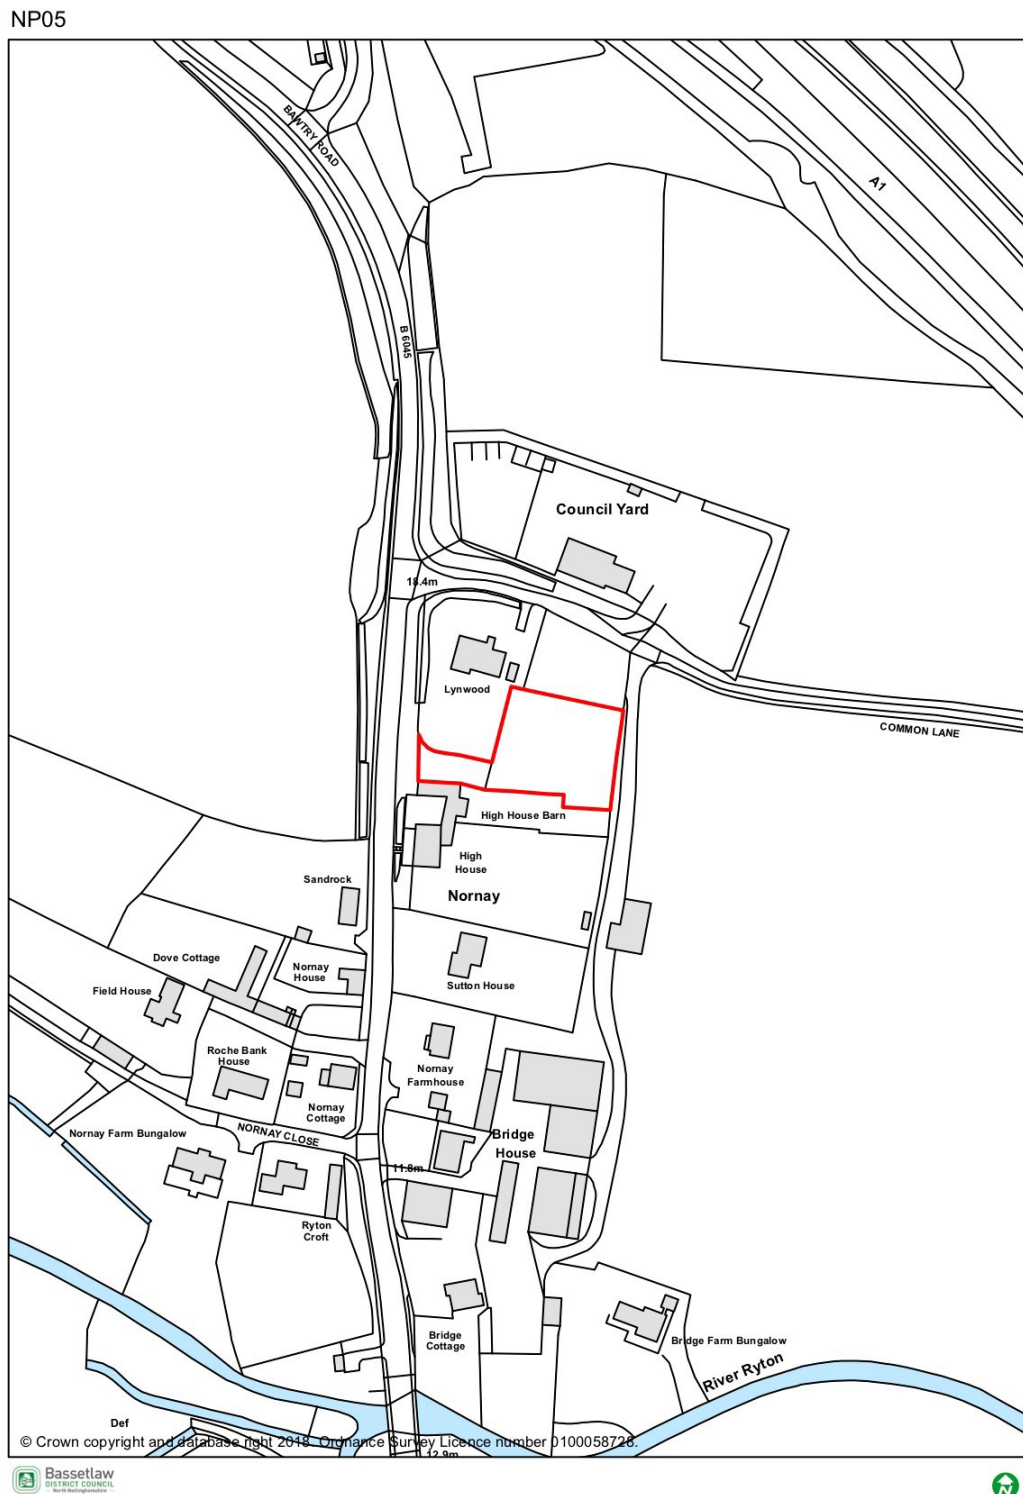 NP05
BAWTRY ROAD
A1
B 6045
Council Yard
18.4m
Lynwood
COMMON LANE
High House Barn
High
House
Sandrock
Nornay
Dove Cottage
Nornay
House
Sutton House
Field House
Roche Bank
House
Nornay
Farmhouse
Nornay
Cottage
NORNAY CLOSE
Nornay Farm Bungalow
Bridge
House
11.8m
Ryton
Croft
Bridge
Cottage
Bridge Farm Bungalow
River Ryton
Def
© Crown copyright and database right 2018. Ordnance Survey Licence number 0100058728.
12.9m
Bassetlaw
DISTRICT COUNCIL
North Nottinghamshire
N